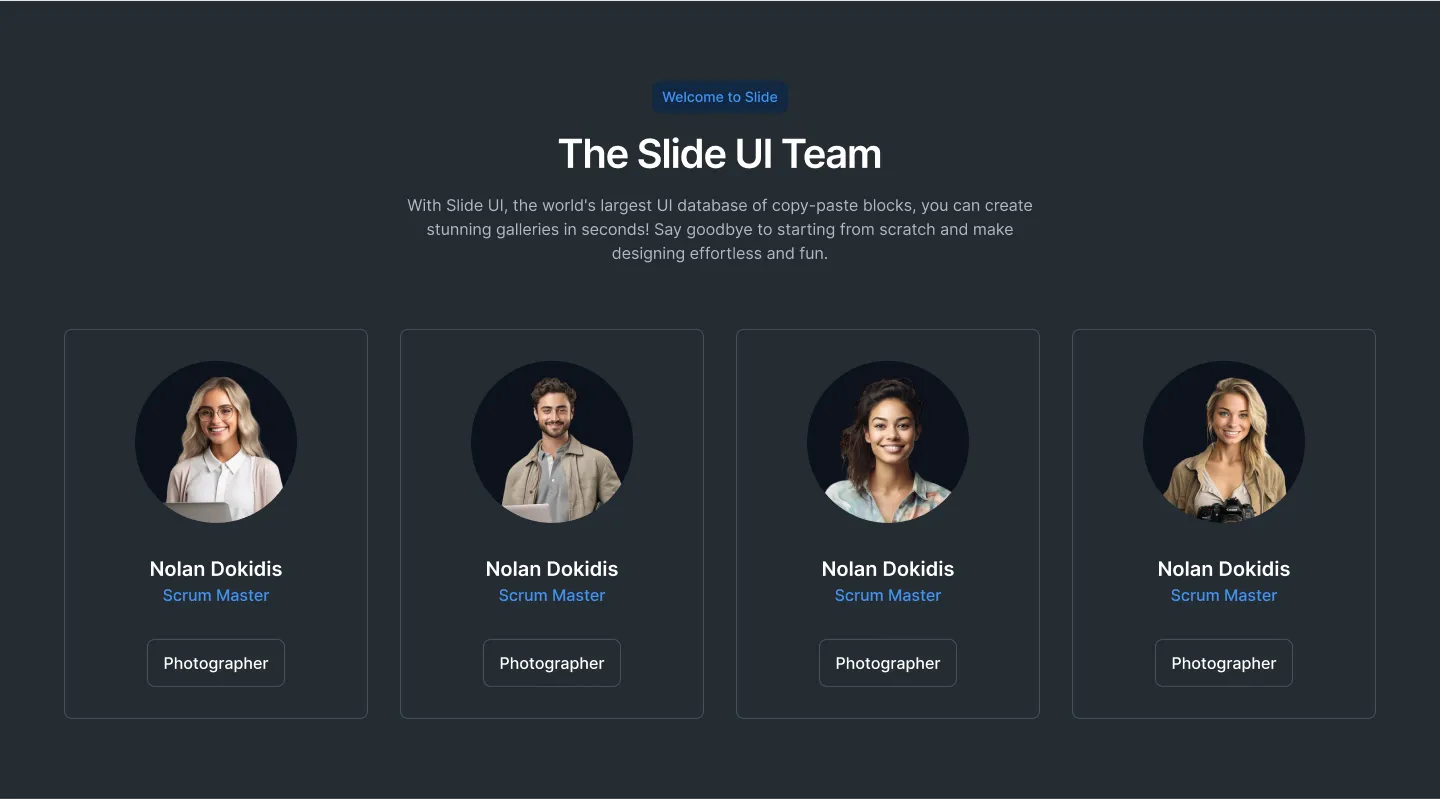 Welcome to Slide
The Slide UI Team
With Slide UI, the world's largest UI database of copy-paste blocks, you can create
stunning galleries in seconds! Say goodbye to starting from scratch and make
designing effortless and fun.
Nolan Dokidis
Scrum Master
Photographer
Nolan Dokidis
Scrum Master
Photographer
Nolan Dokidis
Scrum Master
Photographer
Nolan Dokidis
Scrum Master
Photographer